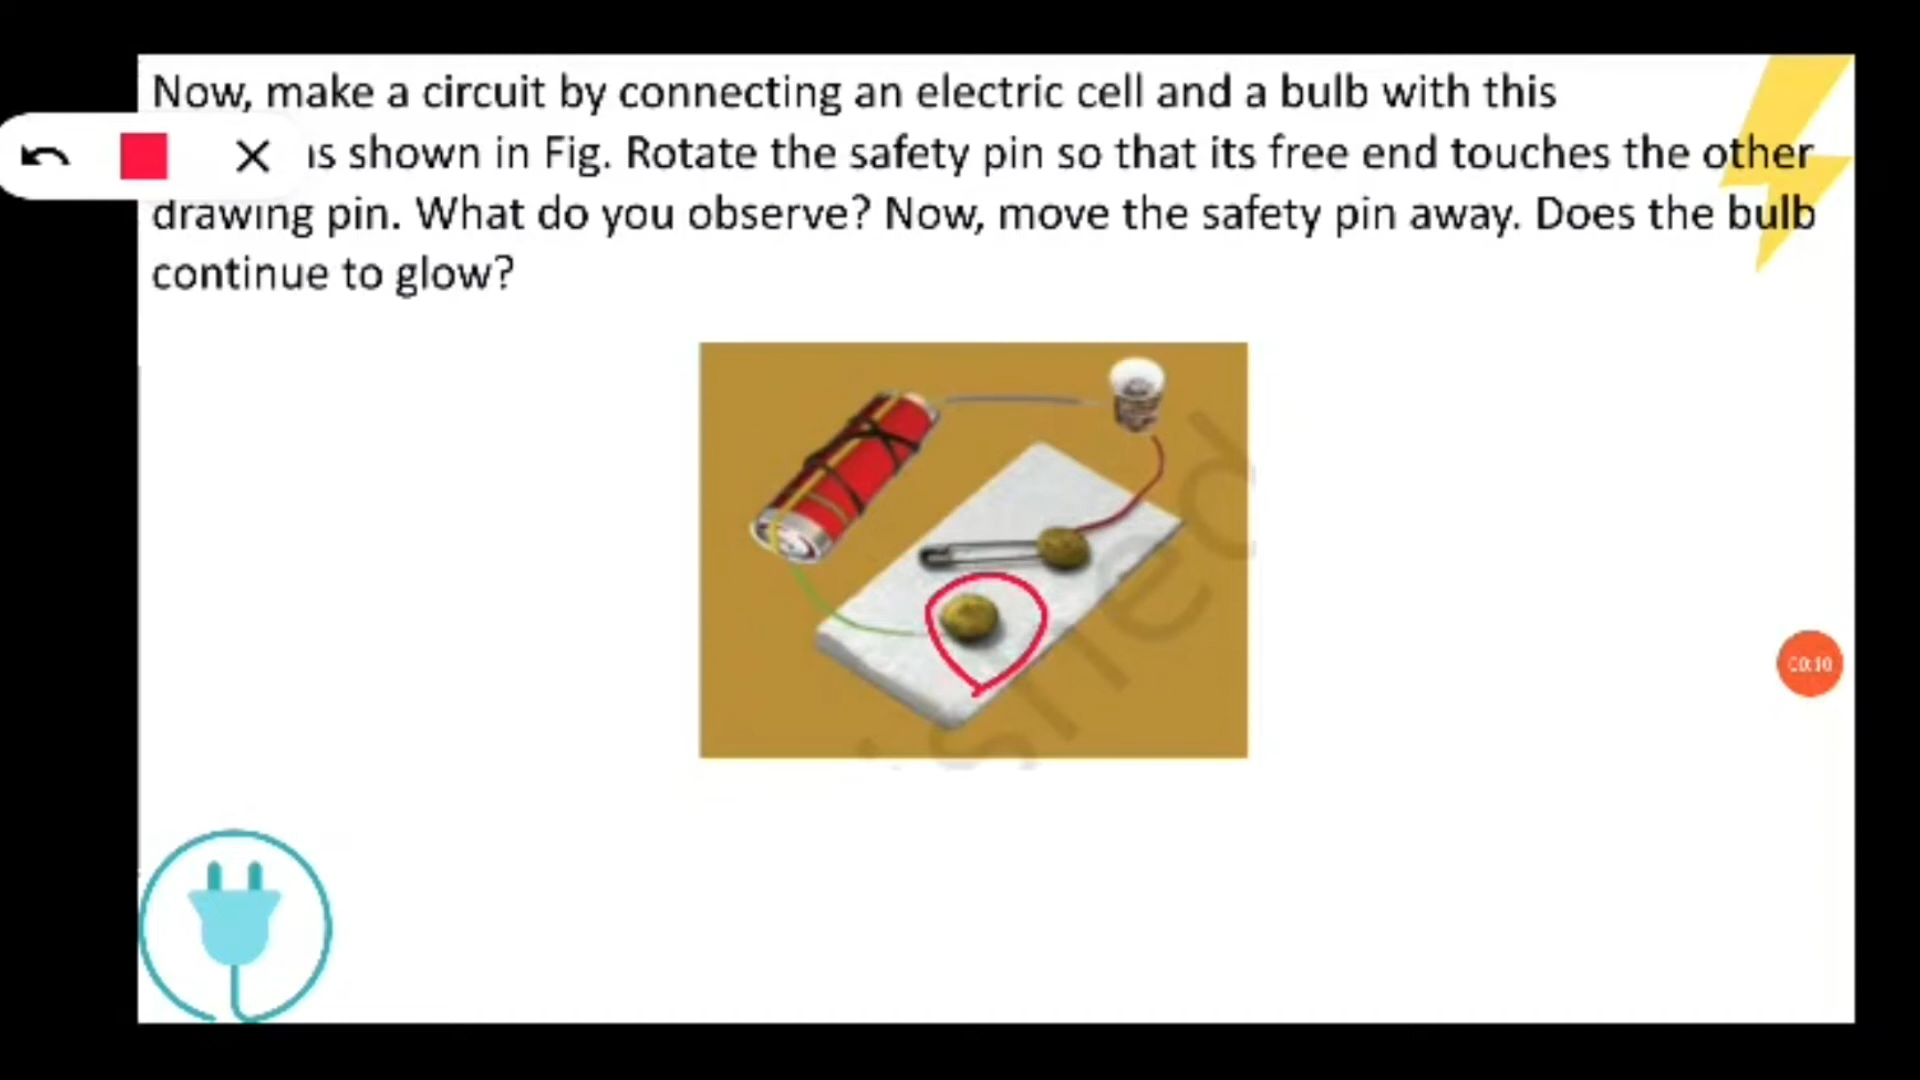 Now, make a circuit by connecting an electric cell and a bulb with this
shown in Fig. Rotate the safety pin so that its free end touches the other
drawing pin. What do you observe? Now, move the safety pin away. Does the bulb
continue to glow?
00:10